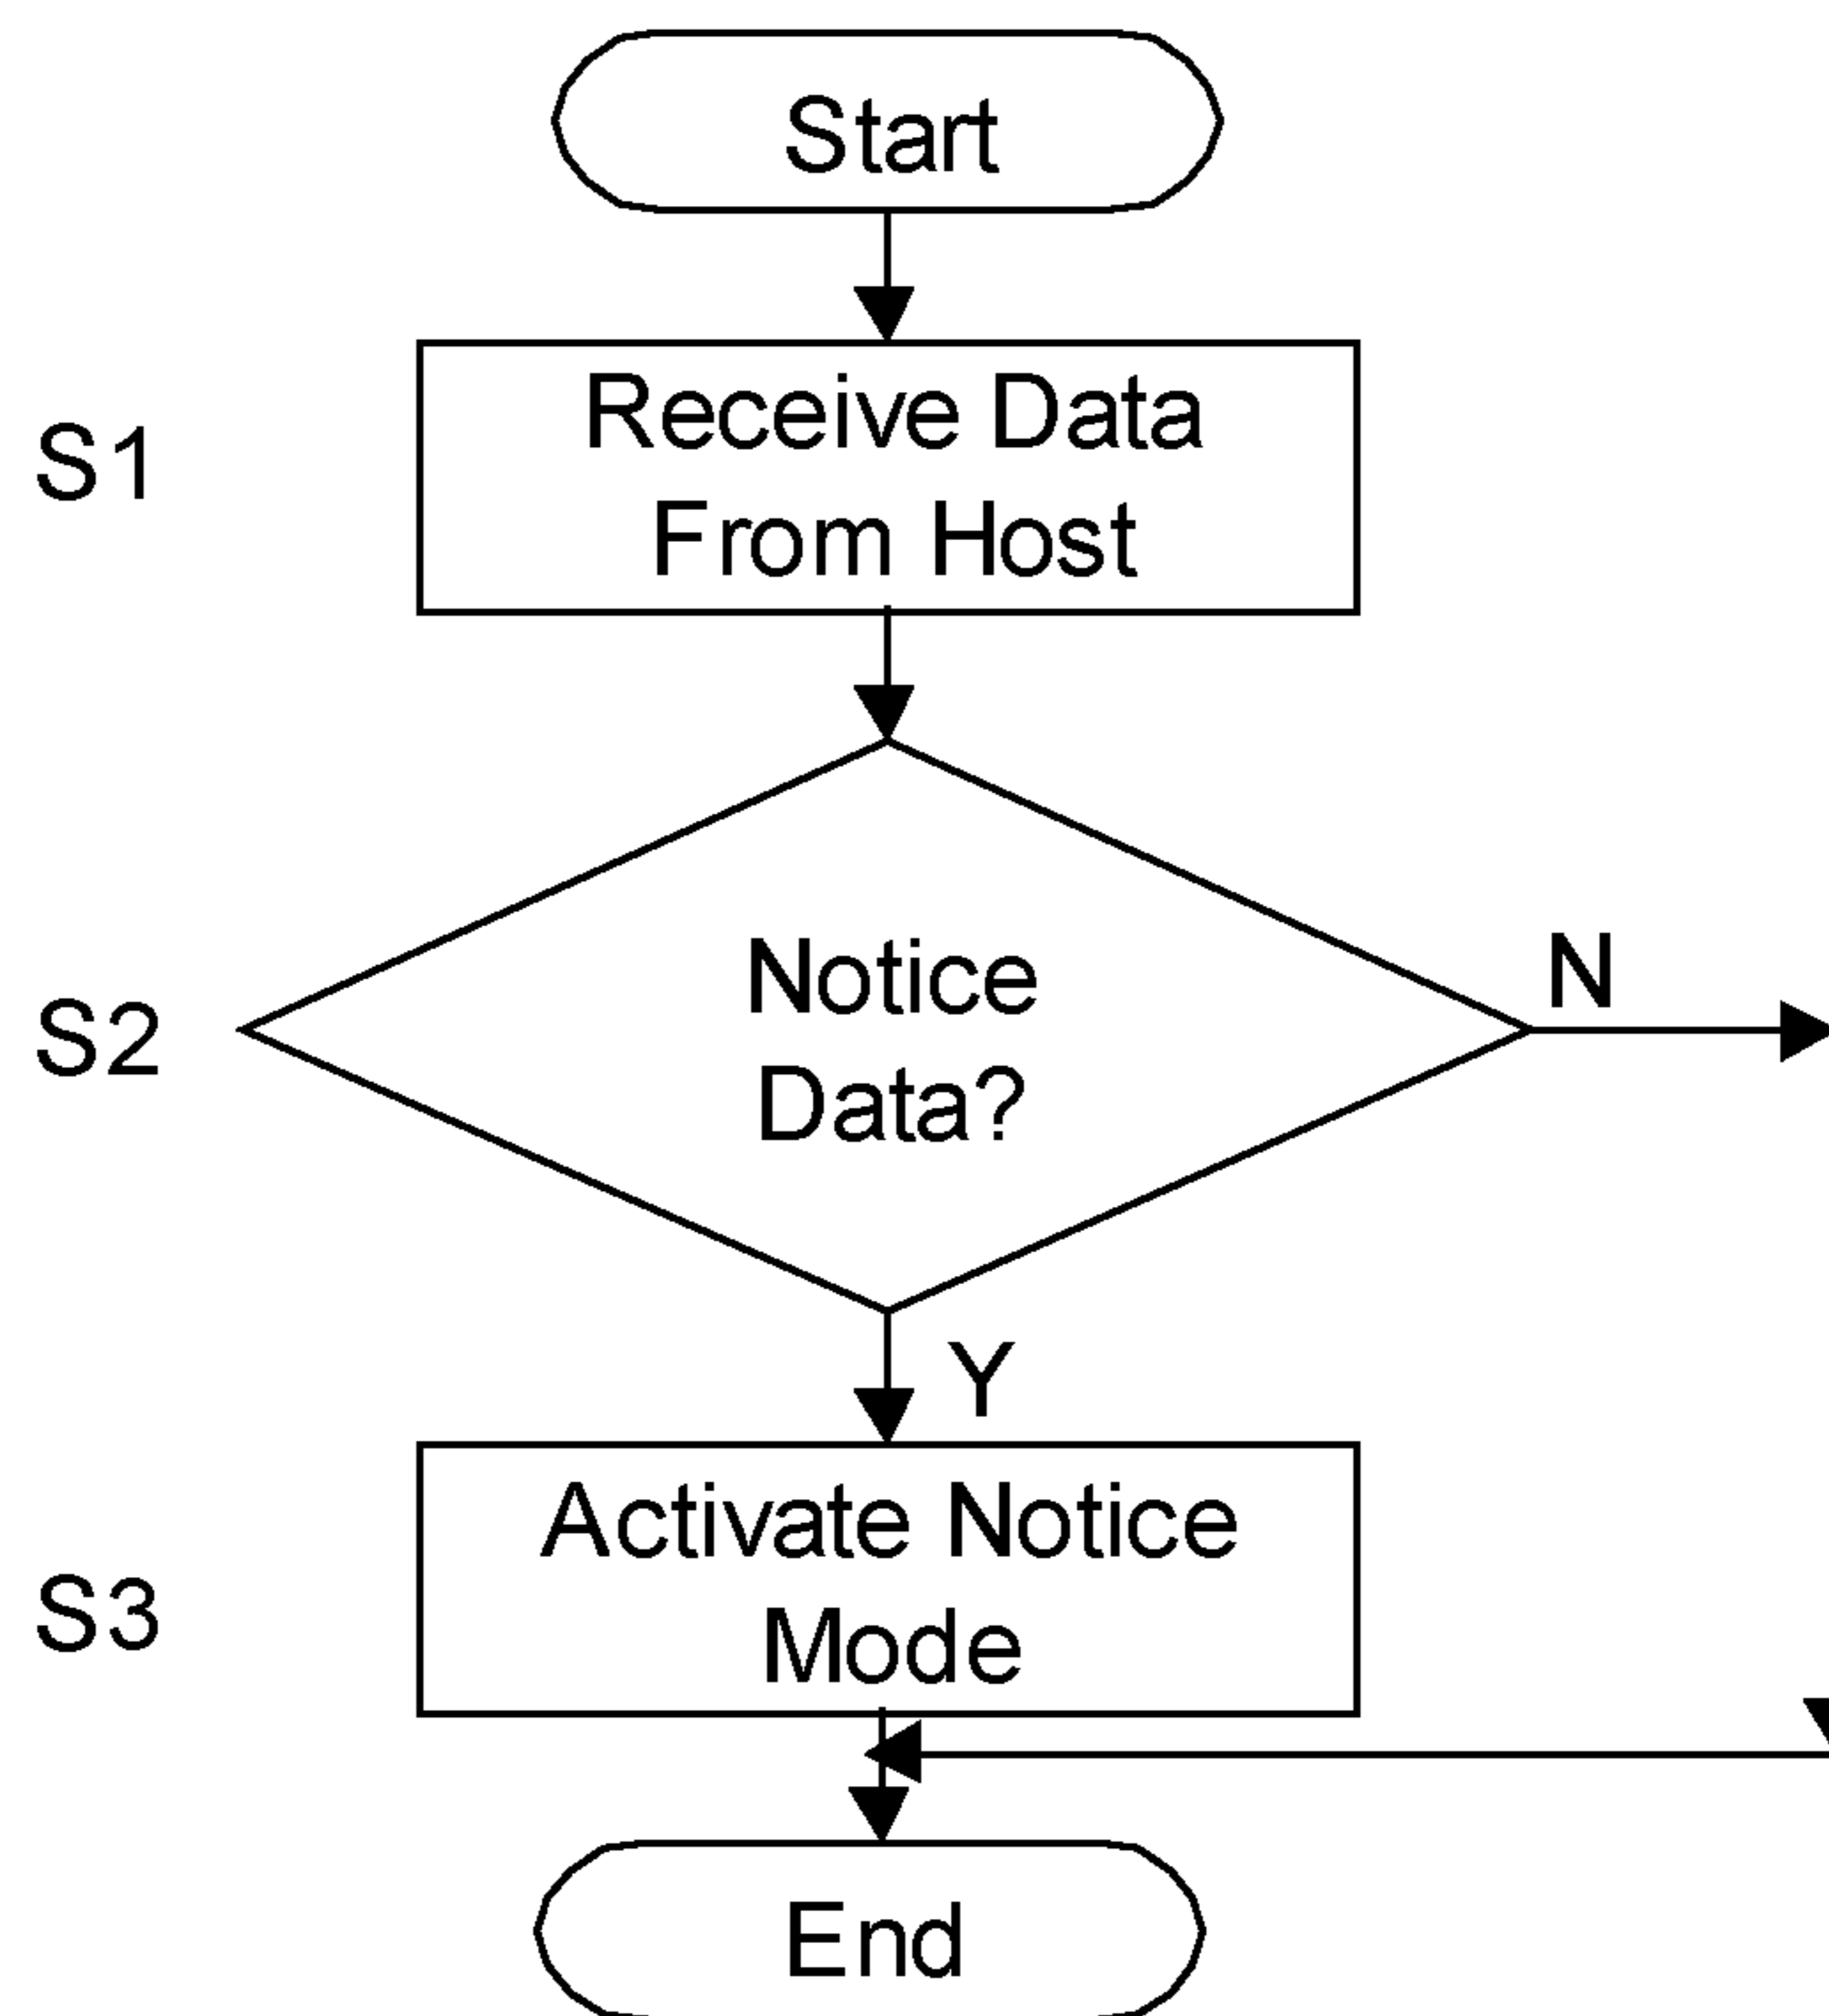 Start
S1
Receive Data
From Host
S2
Notice
Data?
N
Y
S3
Activate Notice
Mode
End